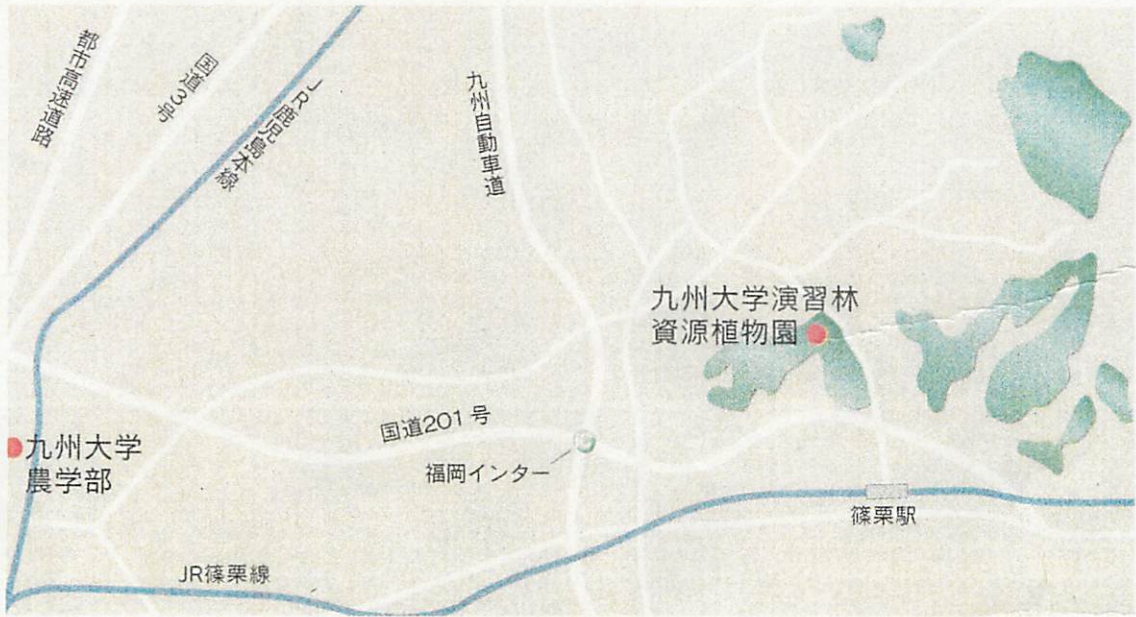 都市高速道路
国道3号
JR鹿児島本線
九州自動車道
九州大学演習林
資源植物園
国道201号
福岡インター
九州大学
農学部
篠栗駅
JR篠栗線